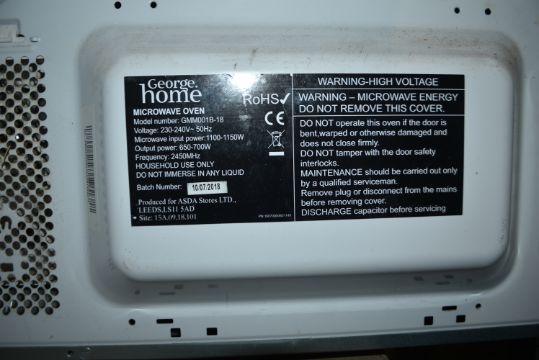 George
home
RoHS✓
CE
MICROWAVE OVEN
Model number: GMM001B-18
Voltage: 230-240V~ 50Hz
Microwave input power: 1100-1150W
Output power: 650-700W
Frequency: 2450MHz
HOUSEHOLD USE ONLY
DO NOT IMMERSE IN ANY LIQUID
Batch Number: 10/07/2018
Produced for ASDA Stores LTD.,
LEEDS,LS11 5AD
Site: 15A.09.18.101
WARNING-HIGH VOLTAGE
WARNING – MICROWAVE ENERGY
DO NOT REMOVE THIS COVER.
DO NOT operate this oven if the door is
bent,warped or otherwise damaged and
does not close firmly.
DO NOT tamper with the door safety
interlocks.
MAINTENANCE should be carried out only
by a qualified serviceman.
Remove plug or disconnect from the mains
before removing cover.
DISCHARGE capacitor before servicing